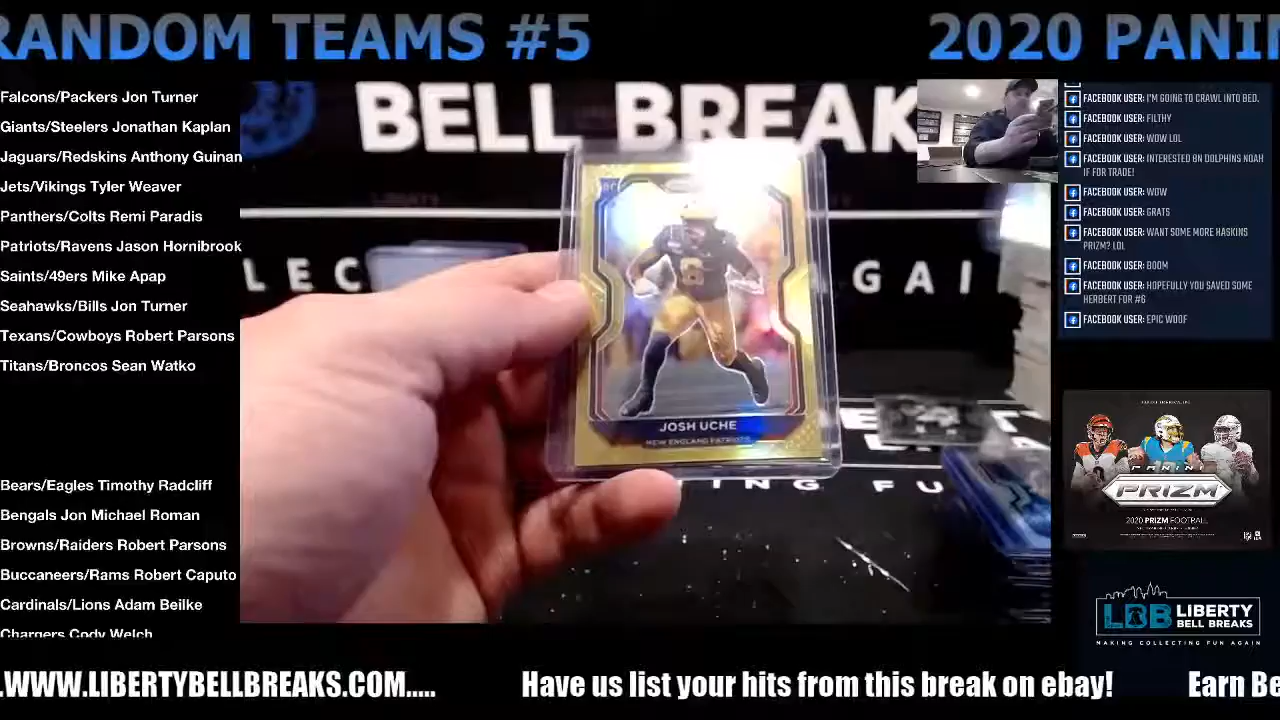 RANDOM TEAMS #5
2020 PANIN
Falcons/Packers Jon Turner
Giants/Steelers Jonathan Kaplan
Jaguars/Redskins Anthony Guinan
Jets/Vikings Tyler Weaver
Panthers/Colts Remi Paradis
Patriots/Ravens Jason Hornibrook
Saints/49ers Mike Apap
Seahawks/Bills Jon Turner
Texans/Cowboys Robert Parsons
Titans/Broncos Sean Watko
Bears/Eagles Timothy Radcliff
Bengals Jon Michael Roman
Browns/Raiders Robert Parsons
Buccaneers/Rams Robert Caputo
Cardinals/Lions Adam Beilke
Chargers Cody Welch
BELL BREAK
LLEC
GAI
NG FU
JOSH UCHE
NEW ENGLAND PATRIOTS
FACEBOOK USER: I'M GOING TO CRAWL INTO BED.
FACEBOOK USER: FILTHY
FACEBOOK USER: WOW LOL
FACEBOOK USER: INTERESTED 8N DOLPHINS NOAH
IF FOR TRADE!
FACEBOOK USER: WOW
FACEBOOK USER: GRATS
FACEBOOK USER: WANT SOME MORE HASKINS
PRIZM? LOL
FACEBOOK USER: BOOM
FACEBOOK USER: HOPEFULLY YOU SAVED SOME
HERBERT FOR #6
FACEBOOK USER: EPIC WOOF
PANINI
PRIZM
2020 PRIZM FOOTBALL
LBB LIBERTY
BELL BREAKS
MAKING COLLECTING FUN AGAIN
.WWW.LIBERTYBELLBREAKS.COM.....
Have us list your hits from this break on ebay!
Earn Be